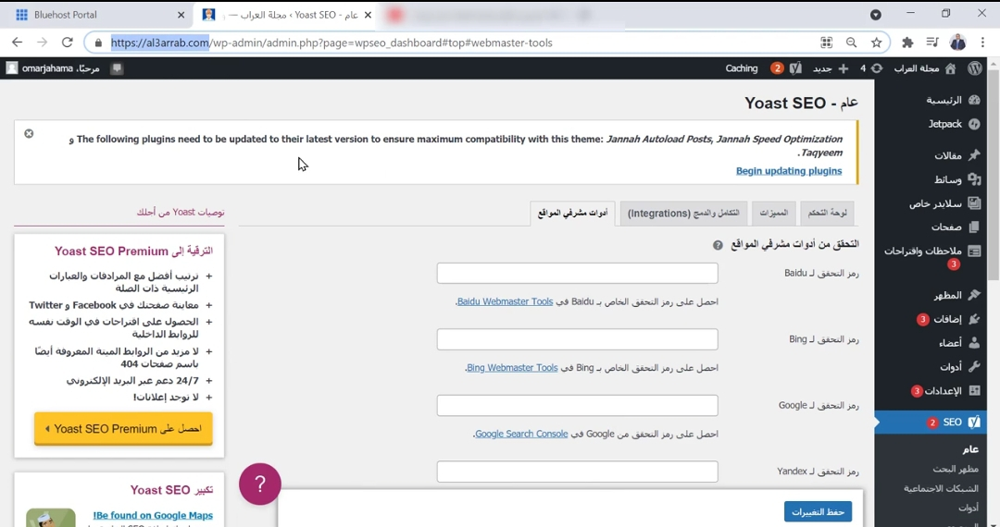 Bluehost Portal
عام - Yoast SEO ‹ مجلة العراب —
https://al3arrab.com/wp-admin/admin.php?page=wpseo_dashboard#top#webmaster-tools
مجلة العراب
4
جديد
2
Caching
مرحبًا، omarjahama
الرئيسية
Jetpack
مقالات
وسائط
سلايدر خاص
صفحات
ملاحظات واقتراحات
3
المظهر
إضافات 3
أعضاء
أدوات
الإعدادات 3
SEO 2
عام
مظهر البحث
الشبكات الاجتماعية
أدوات
عام - Yoast SEO
The following plugins need to be updated to their latest version to ensure maximum compatibility with this theme: Jannah Autoload Posts, Jannah Speed Optimization و
Taqyeem.
Begin updating plugins
لوحة التحكم
المميزات
التكامل والدمج (Integrations)
أدوات مشرفي المواقع
التحقق من أدوات مشرفي المواقع
رمز التحقق لـ Baidu
احصل على رمز التحقق الخاص بـ Baidu في Baidu Webmaster Tools.
رمز التحقق لـ Bing
احصل على رمز التحقق الخاص بـ Bing في Bing Webmaster Tools.
رمز التحقق لـ Google
احصل على رمز التحقق من Google في Google Search Console.
رمز التحقق لـ Yandex
حفظ التغييرات
توصيات Yoast من أجلك
الترقية إلى Yoast SEO Premium
+ ترتيب أفضل مع المرادفات والعبارات
الرئيسية ذات الصلة
+ معاينة صفحتك في Facebook و Twitter
+ الحصول على اقتراحات في الوقت نفسه
للروابط الداخلية
+ لا مزيد من الروابط الميتة المعروفة أيضًا
باسم صفحات 404
+ 24/7 دعم عبر البريد الإلكتروني
+ لا توجد إعلانات!
احصل على Yoast SEO Premium
تكبير Yoast SEO
Be found on Google Maps!
?